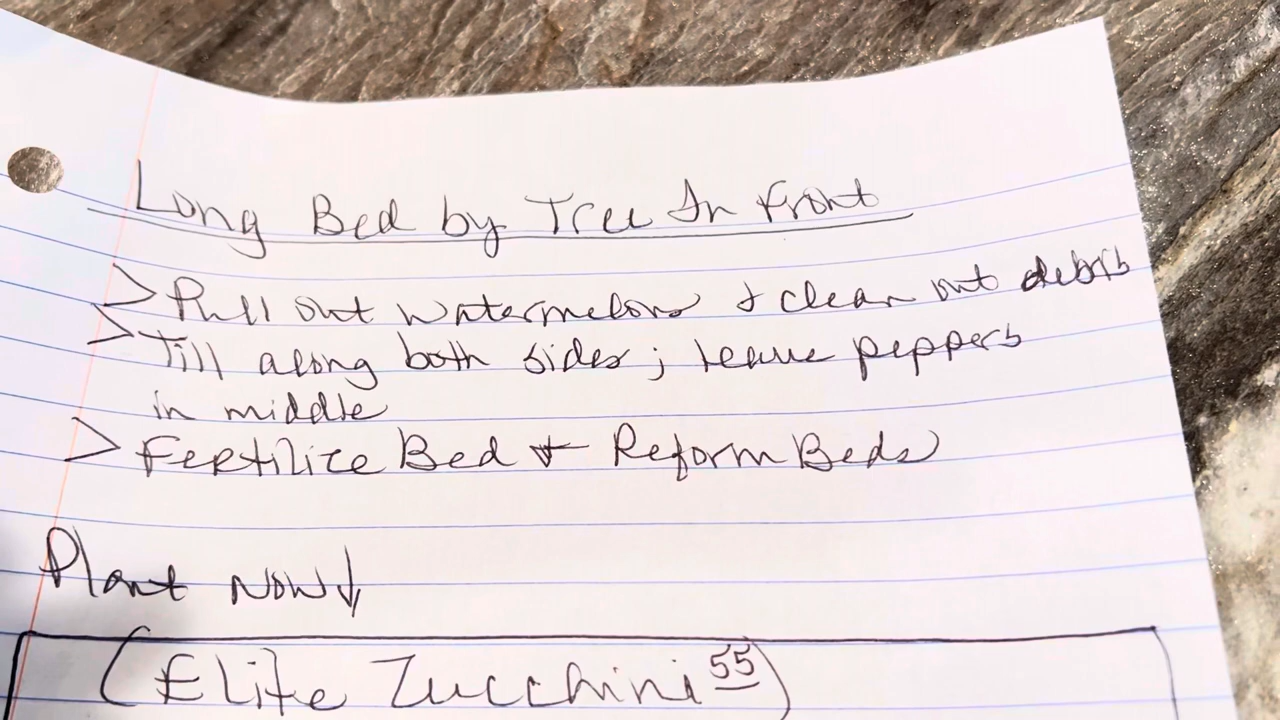 Long Bed by Tree In Front
> Pull out watermelons & clean out debris
> Till along both sides; leave peppers
in middle
> Fertilize Bed & Reform Beds
Plant Now ↓
(Elite Zucchini 55)